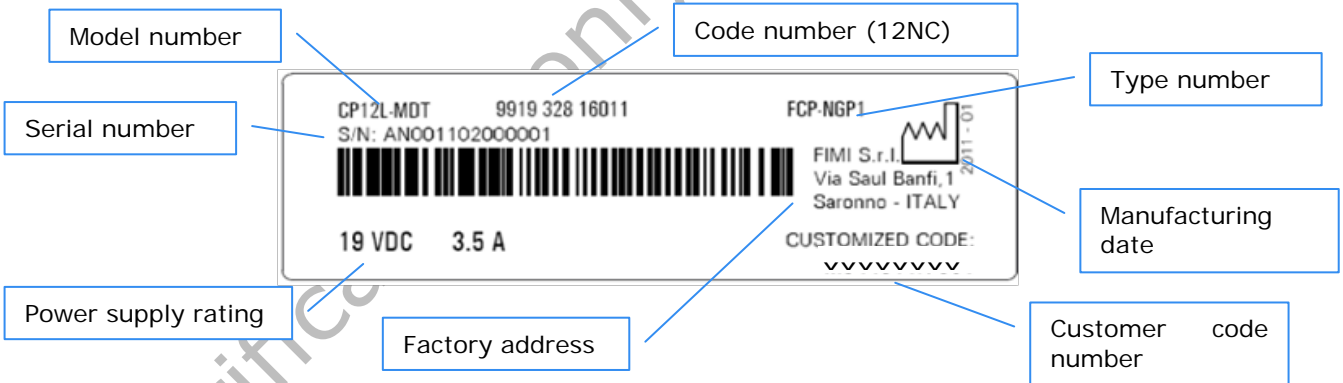 Model number
Code number (12NC)
Type number
Serial number
CP12L-MDT 9919 328 16011 FCP-NGP1
S/N: AN001102000001
2011 - 01
FIMI S.r.l.
Via Saul Banfi, 1
Saronno - ITALY
Manufacturing
date
19 VDC 3.5 A
CUSTOMIZED CODE:
XXXXXXXX
Power supply rating
Factory address
Customer code
number